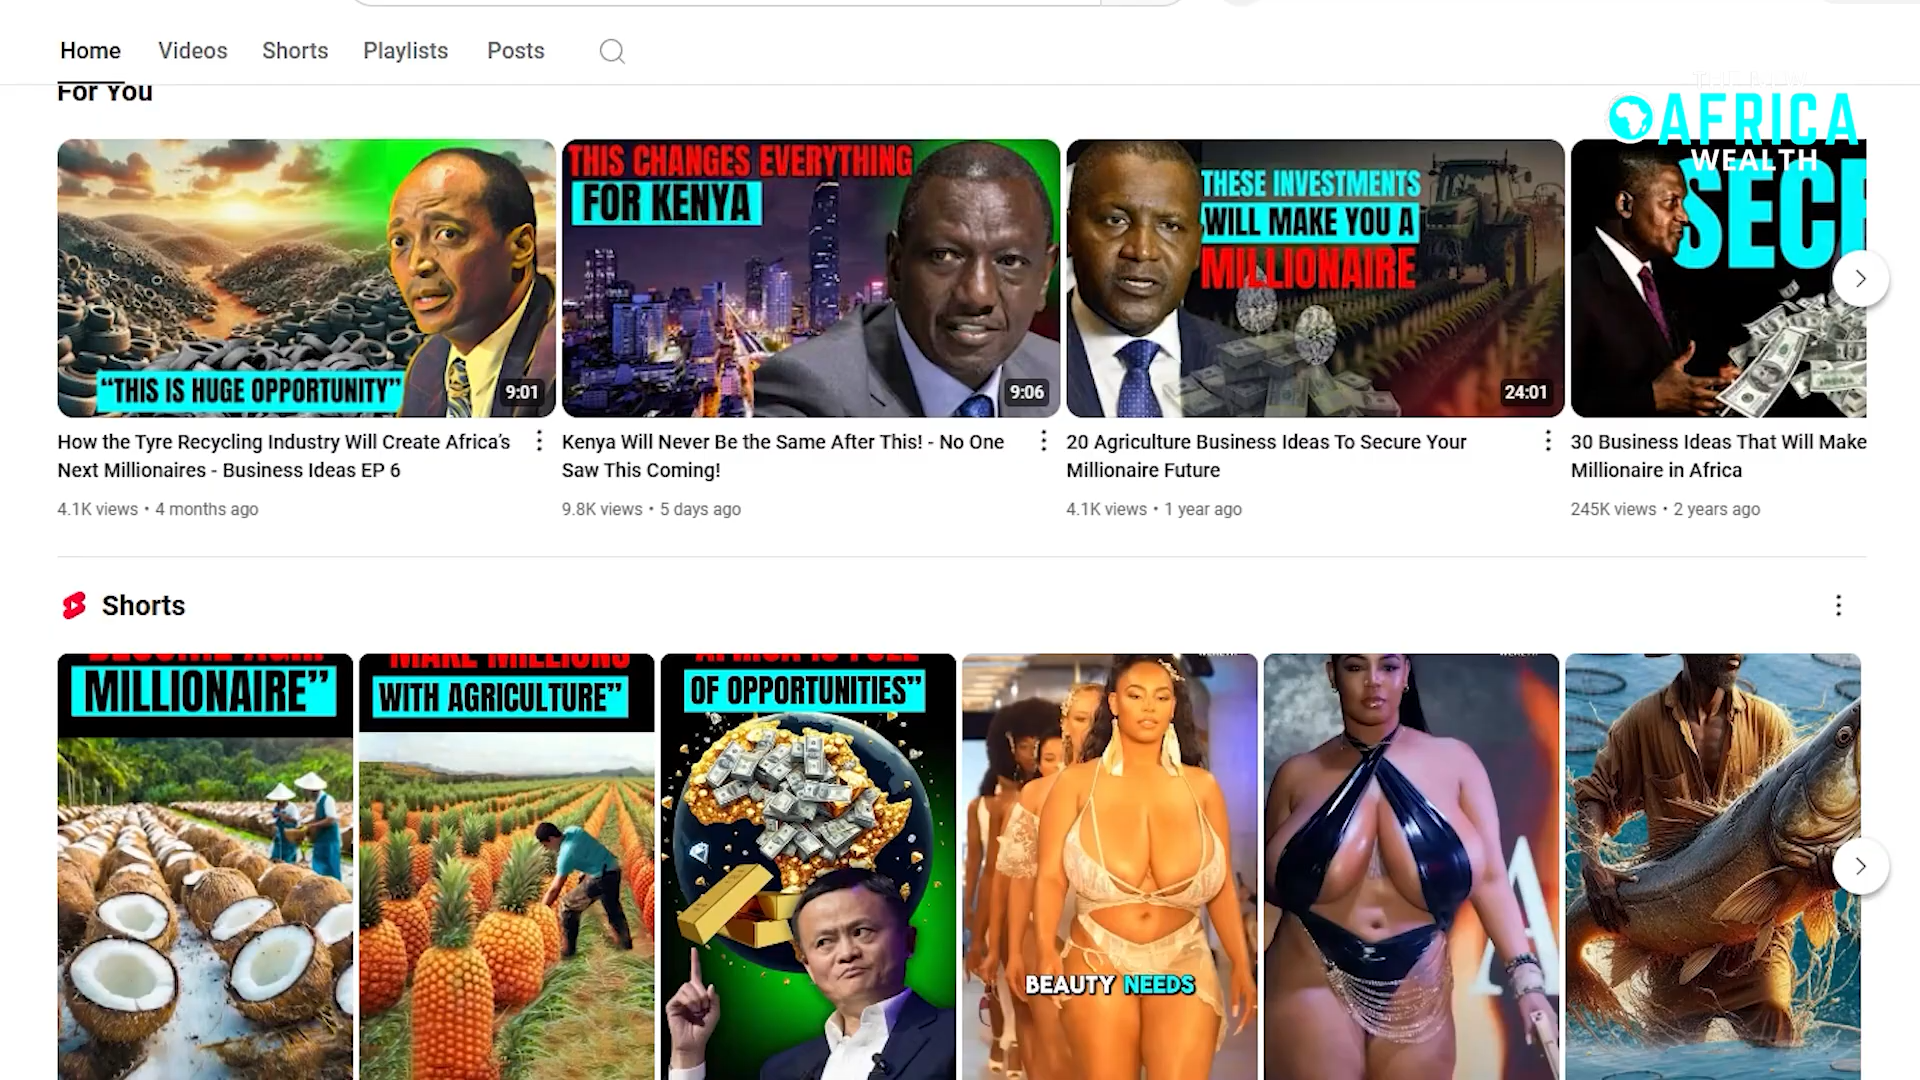 Home Videos Shorts Playlists Posts
For You
AFRICA
WEALTH
THIS CHANGES EVERYTHING
FOR KENYA
THESE INVESTMENTS
WILL MAKE YOU A
MILLIONAIRE
“THIS IS HUGE OPPORTUNITY”
9:01
9:06
24:01
How the Tyre Recycling Industry Will Create Africa’s
Next Millionaires - Business Ideas EP 6
4.1K views • 4 months ago
Kenya Will Never Be the Same After This! - No One
Saw This Coming!
9.8K views • 5 days ago
20 Agriculture Business Ideas To Secure Your
Millionaire Future
4.1K views • 1 year ago
30 Business Ideas That Will Make
Millionaire in Africa
245K views • 2 years ago
Shorts
MILLIONAIRE”
MAKE MILLIONS
WITH AGRICULTURE”
AFRICA IS FULL
OF OPPORTUNITIES”
BEAUTY NEEDS